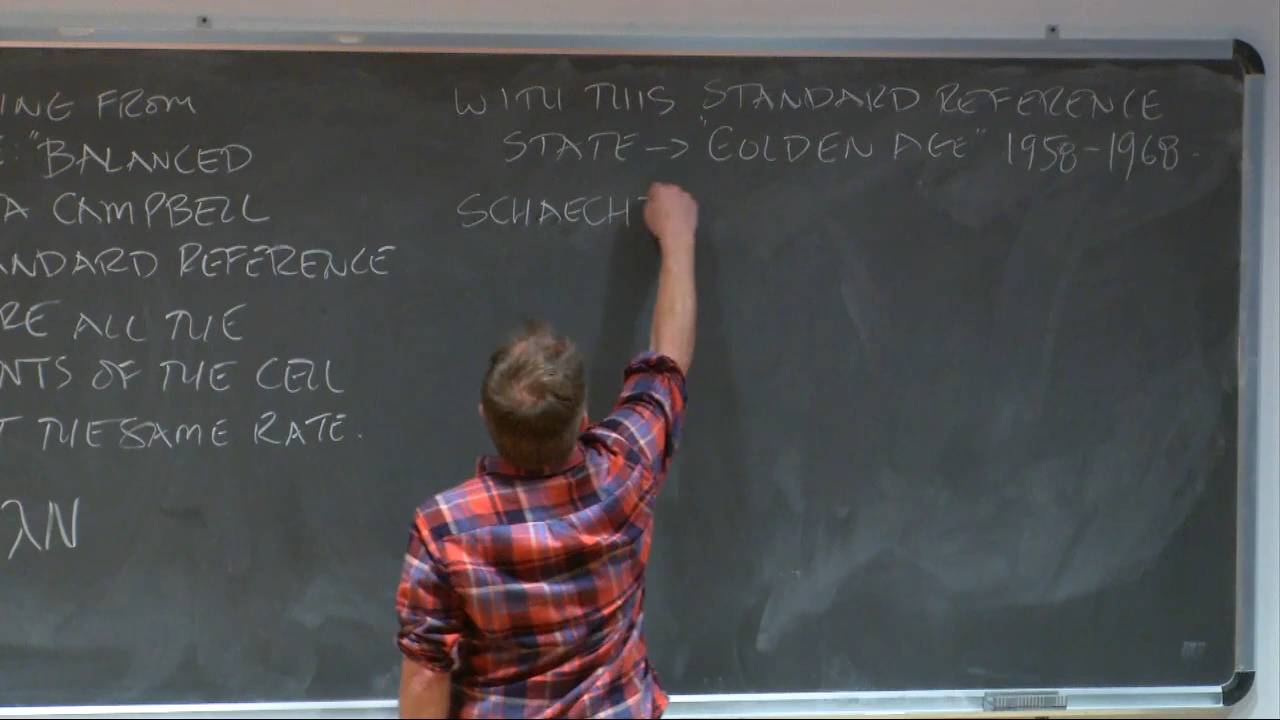 ING FROM
E: "BALANCED
A CAMPBELL
ANDARD REFERENCE
RE ALL THE
NTS OF THE CELL
T THE SAME RATE.
λN
WITH THIS STANDARD REFERENCE
STATE → "GOLDEN AGE" 1958-1968.
SCHAECHT